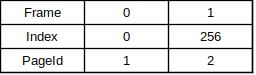 Frame 0 1
Index 0 256
PageId 1 2